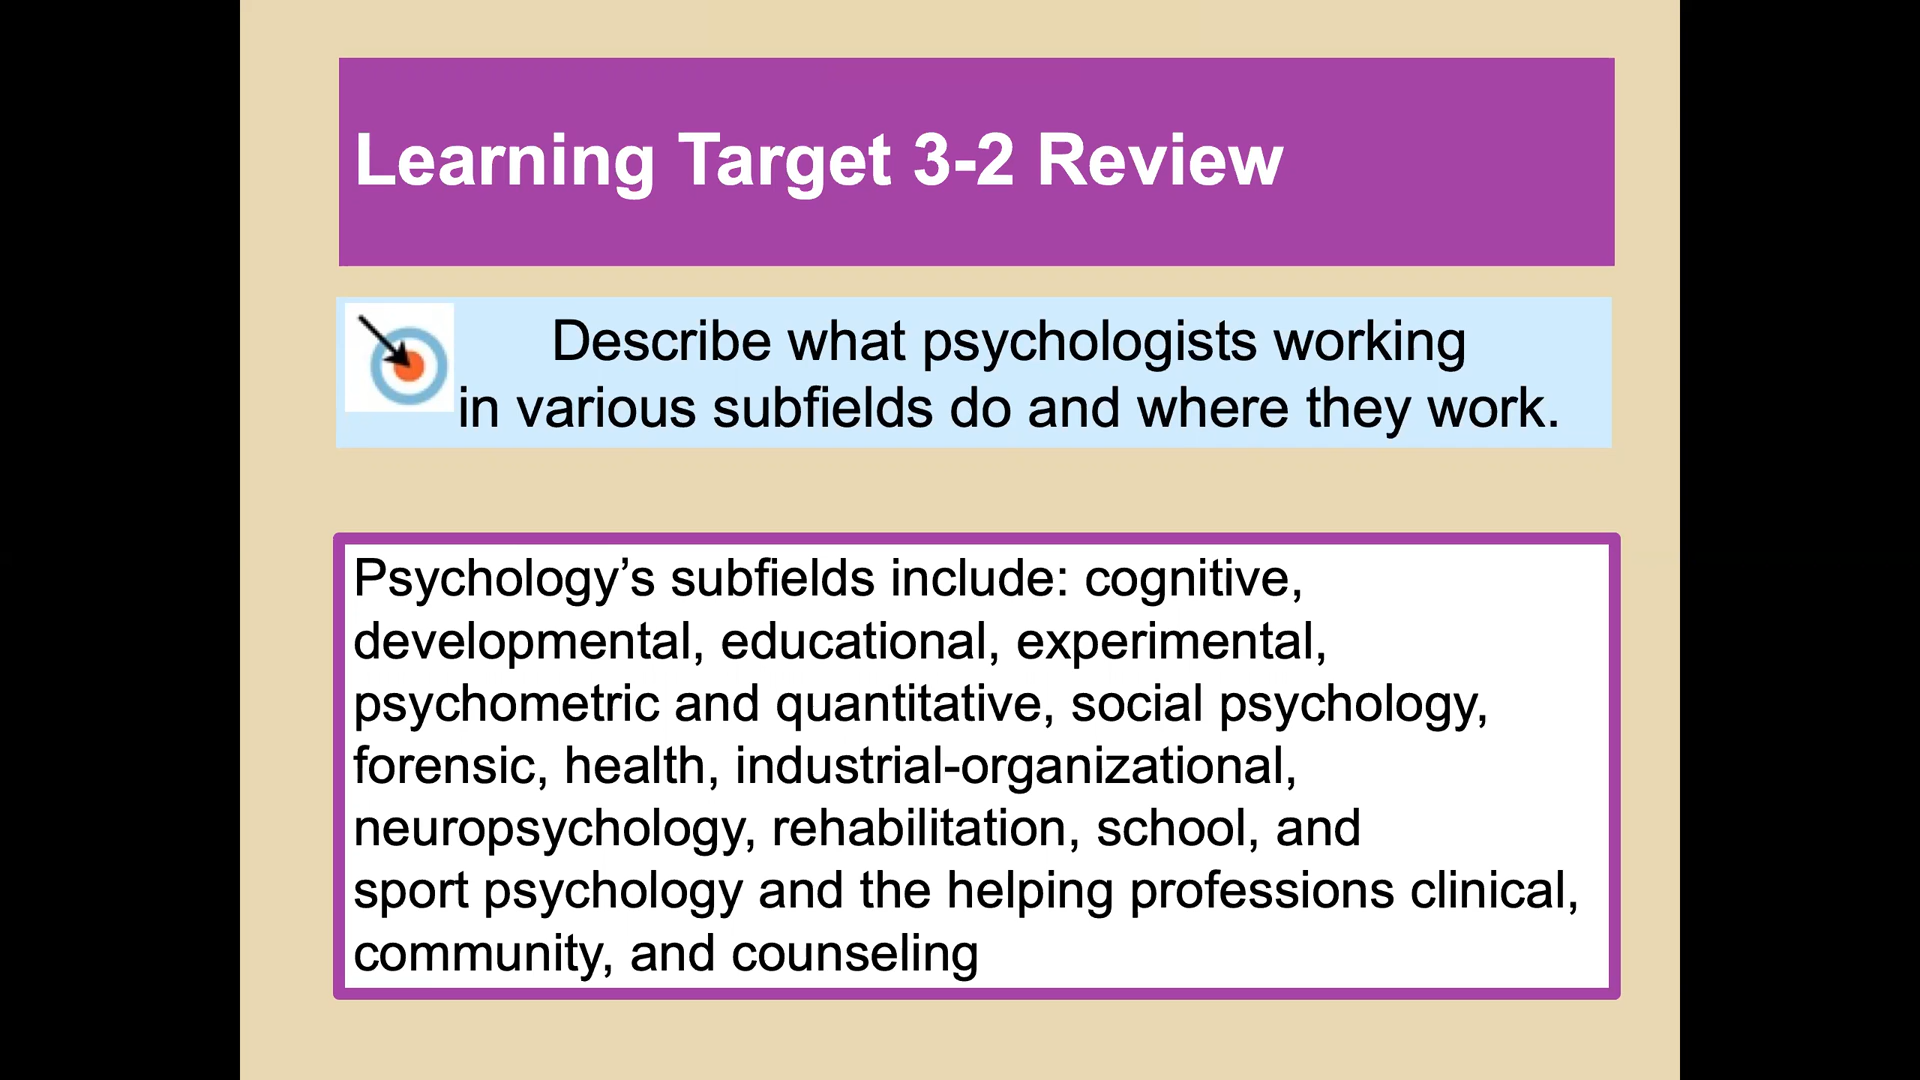 Learning Target 3-2 Review
Describe what psychologists working
in various subfields do and where they work.
Psychology’s subfields include: cognitive,
developmental, educational, experimental,
psychometric and quantitative, social psychology,
forensic, health, industrial-organizational,
neuropsychology, rehabilitation, school, and
sport psychology and the helping professions clinical,
community, and counseling